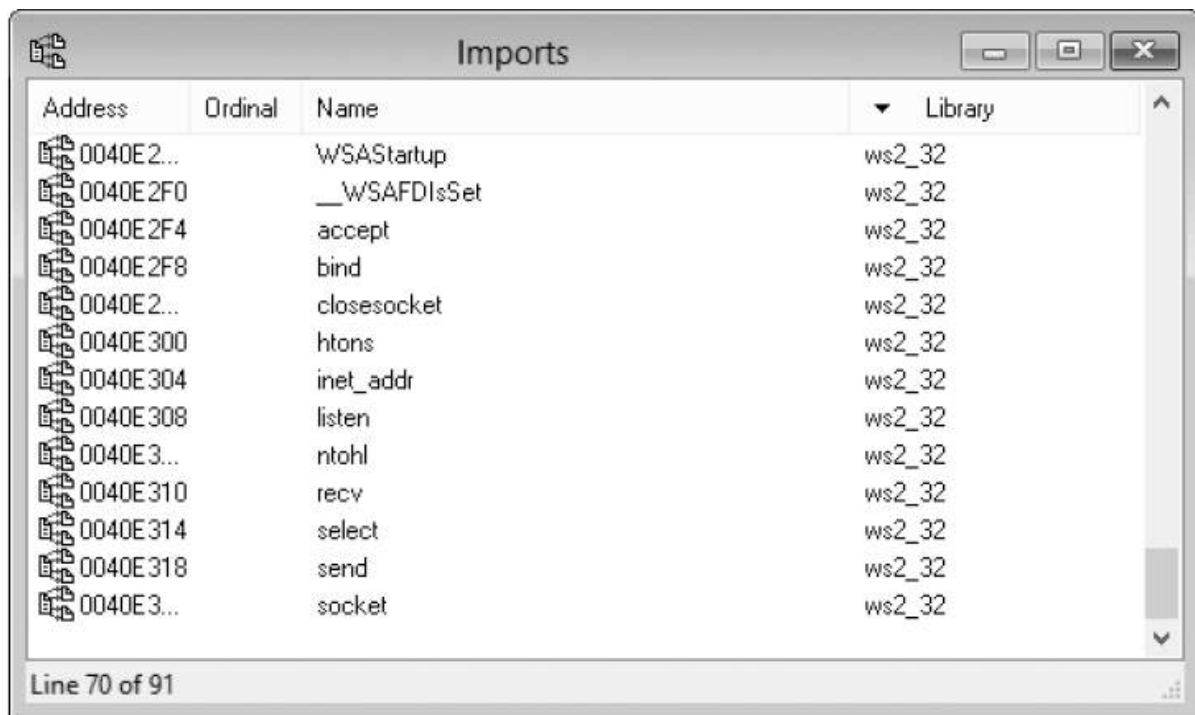 Imports
Address Ordinal Name Library
0040E2... WSAStartup ws2_32
0040E2F0 __WSAFDIsSet ws2_32
0040E2F4 accept ws2_32
0040E2F8 bind ws2_32
0040E2... closesocket ws2_32
0040E300 htons ws2_32
0040E304 inet_addr ws2_32
0040E308 listen ws2_32
0040E3... ntohl ws2_32
0040E310 recv ws2_32
0040E314 select ws2_32
0040E318 send ws2_32
0040E3... socket ws2_32
Line 70 of 91